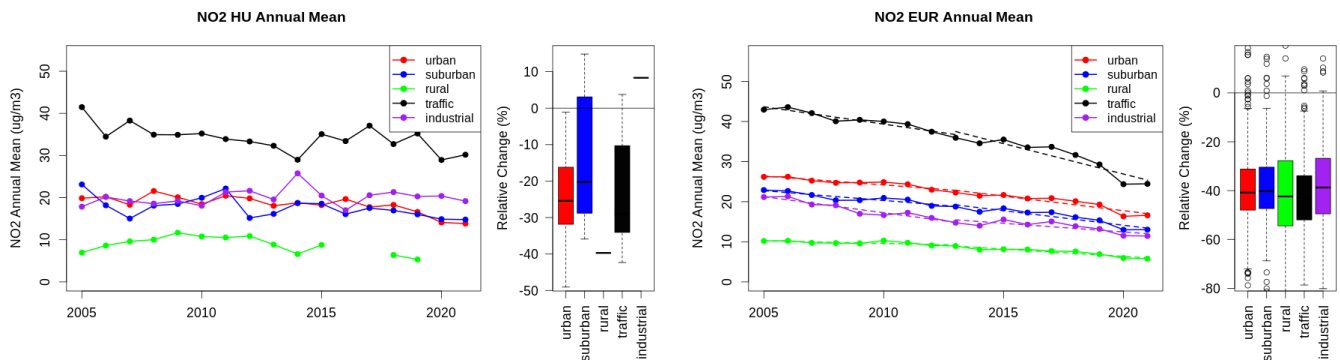 NO2 HU Annual Mean
NO2 Annual Mean (ug/m3)
50
40
30
20
10
0
2005
2010
2015
2020
urban
suburban
rural
traffic
industrial
Relative Change (%)
10
0
-10
-20
-30
-40
-50
urban
suburban
rural
traffic
industrial
NO2 EUR Annual Mean
NO2 Annual Mean (ug/m3)
50
40
30
20
10
0
2005
2010
2015
2020
urban
suburban
rural
traffic
industrial
Relative Change (%)
0
-20
-40
-60
-80
urban
suburban
rural
traffic
industrial